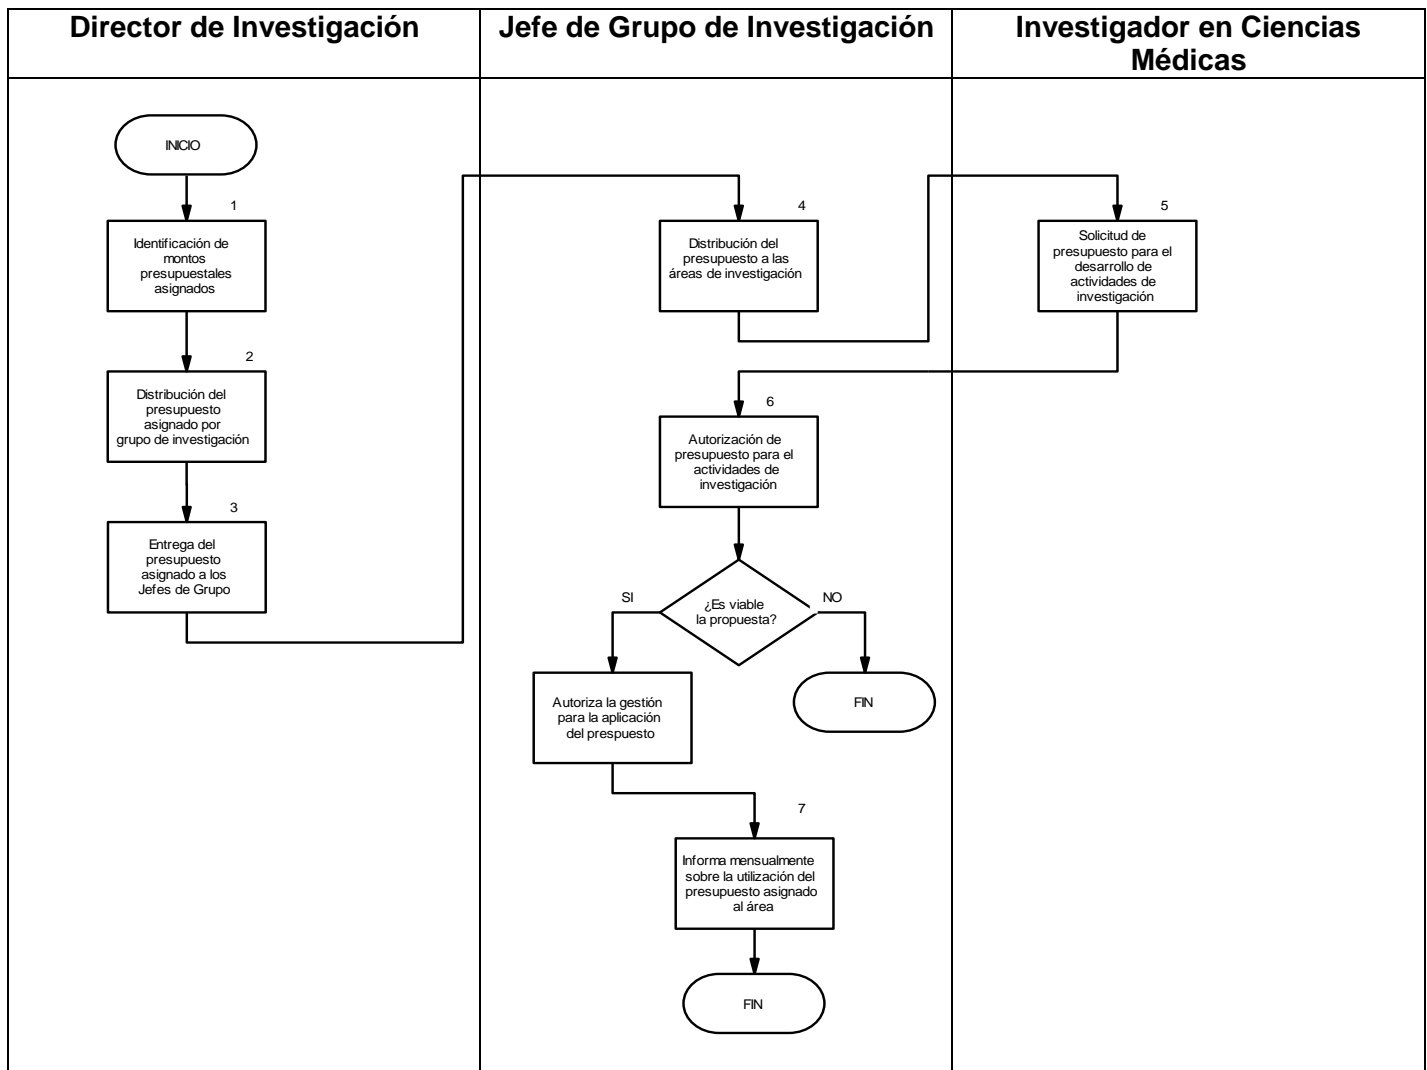 Director de Investigación
Jefe de Grupo de Investigación
Investigador en Ciencias
Médicas
INICIO
1
Identificación de
montos
presupuestales
asignados
2
Distribución del
presupuesto
asignado por
grupo de investigación
3
Entrega del
presupuesto
asignado a los
Jefes de Grupo
4
Distribución del
presupuesto a las
áreas de investigación
5
Solicitud de
presupuesto para el
desarrollo de
actividades de
investigación
6
Autorización de
presupuesto para el
actividades de
investigación
¿Es viable
la propuesta?
SI
NO
Autoriza la gestión
para la aplicación
del prespuesto
FIN
7
Informa mensualmente
sobre la utilización del
presupuesto asignado
al área
FIN